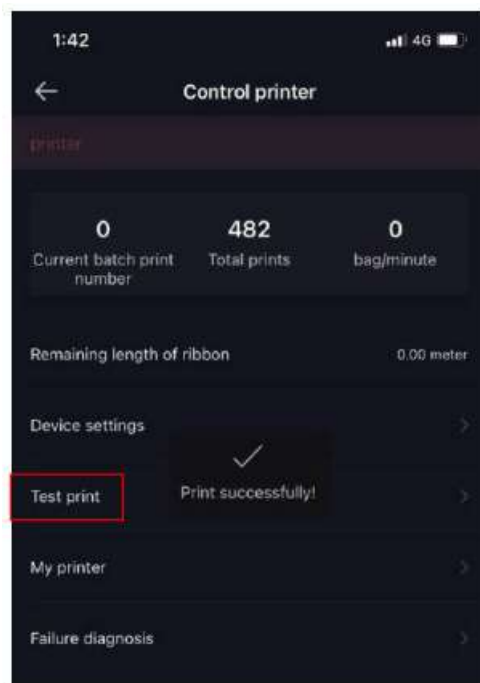 1:42
4G
Control printer
printer
0
482
0
Current batch print number
Total prints
bag/minute
Remaining length of ribbon
0.00 meter
Device settings
Print successfully!
Test print
My printer
Failure diagnosis